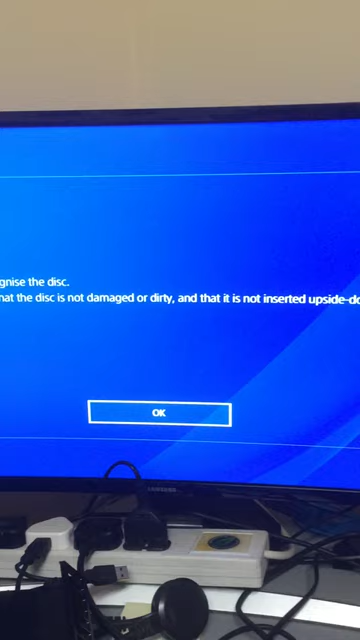 gnise the disc.
hat the disc is not damaged or dirty, and that it is not inserted upside-do
OK
SAMSUNG